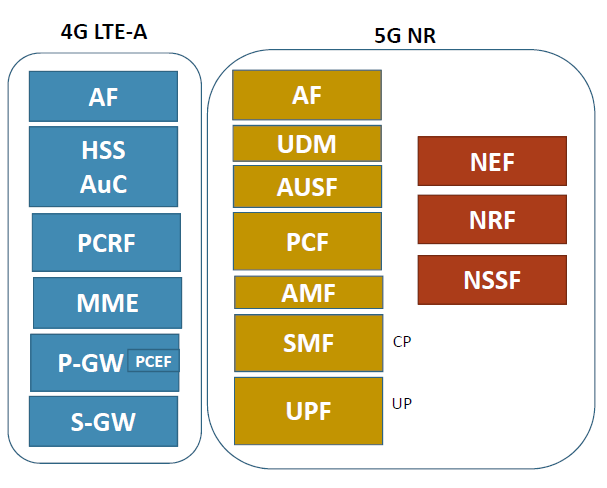 4G LTE-A
AF
HSS
AuC
PCRF
MME
P-GW PCEF
S-GW
5G NR
AF
UDM
AUSF
PCF
AMF
SMF
CP
UPF
UP
NEF
NRF
NSSF